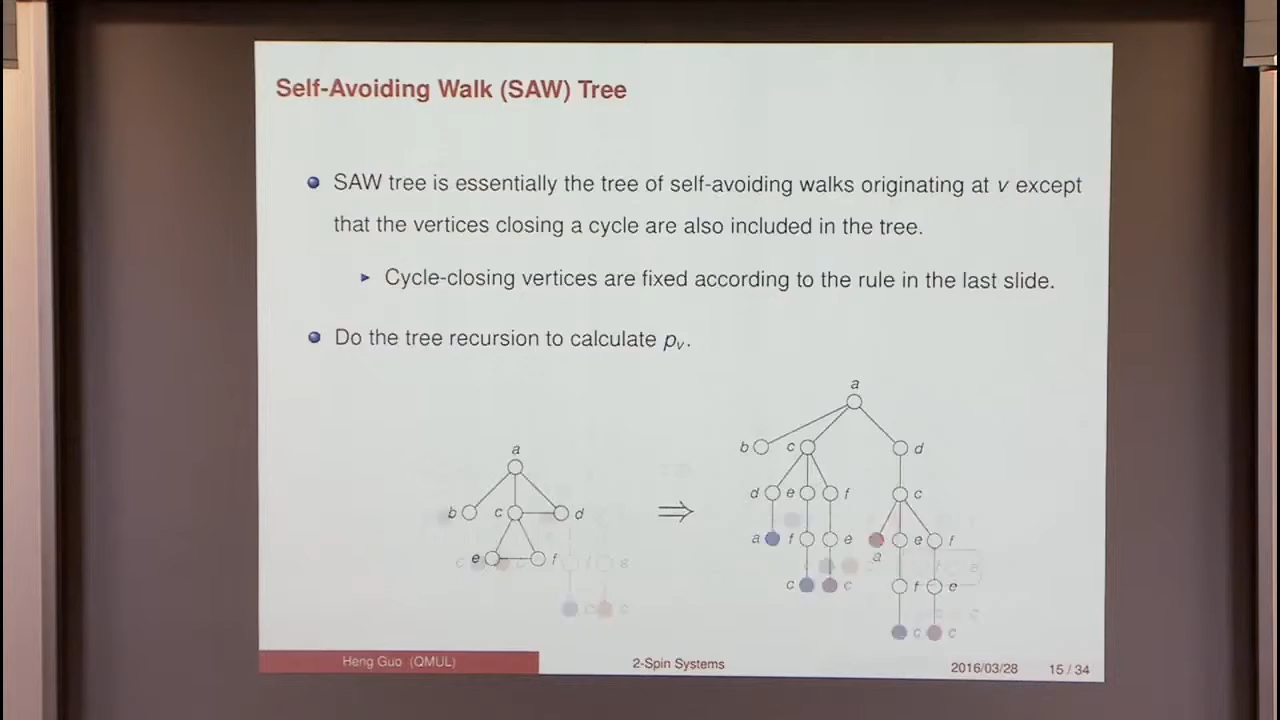 Self-Avoiding Walk (SAW) Tree
SAW tree is essentially the tree of self-avoiding walks originating at v except
that the vertices closing a cycle are also included in the tree.
Cycle-closing vertices are fixed according to the rule in the last slide.
Do the tree recursion to calculate pv.
a
b c d
e f
⇒
a
b c d
d e f c
a f e a e f
c c f e
c c
Heng Guo (QMUL) 2-Spin Systems 2016/03/28 15 / 34